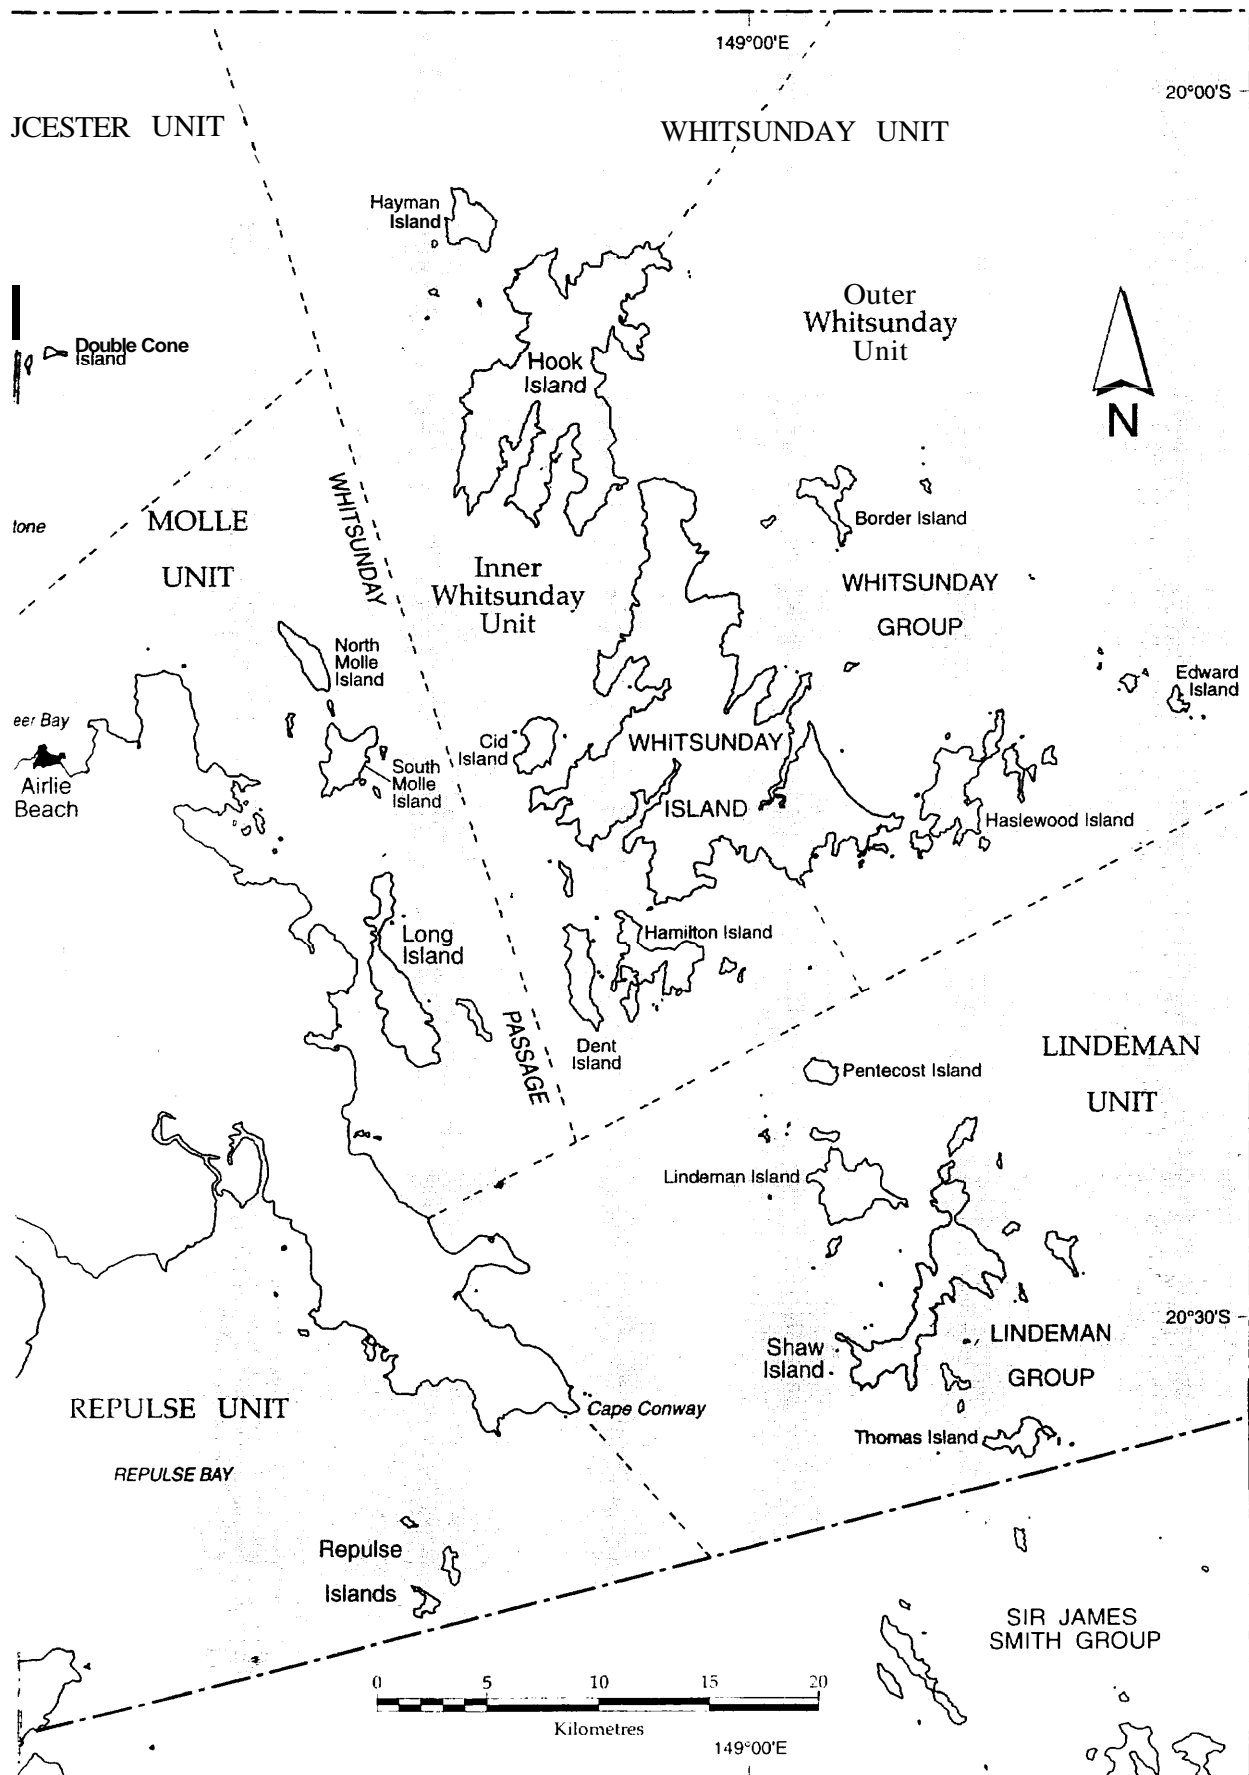 149°00'E
20°00'S
JCESTER UNIT
WHITSUNDAY UNIT
Hayman
Island
Outer
Whitsunday
Unit
Double Cone
Island
Hook
Island
N
WHITSUNDAY
tone
MOLLE
UNIT
Border Island
Inner
Whitsunday
Unit
WHITSUNDAY
GROUP
North
Molle
Island
Edward
Island
eer Bay
Airlie
Beach
Cid
Island
WHITSUNDAY
ISLAND
South
Molle
Island
Haslewood Island
Long
Island
Hamilton Island
PASSAGE
Dent
Island
LINDEMAN
UNIT
Pentecost Island
Lindeman Island
20°30'S
Shaw
Island
LINDEMAN
GROUP
REPULSE UNIT
Cape Conway
Thomas Island
REPULSE BAY
Repulse
Islands
SIR JAMES
SMITH GROUP
0 5 10 15 20
Kilometres
149°00'E